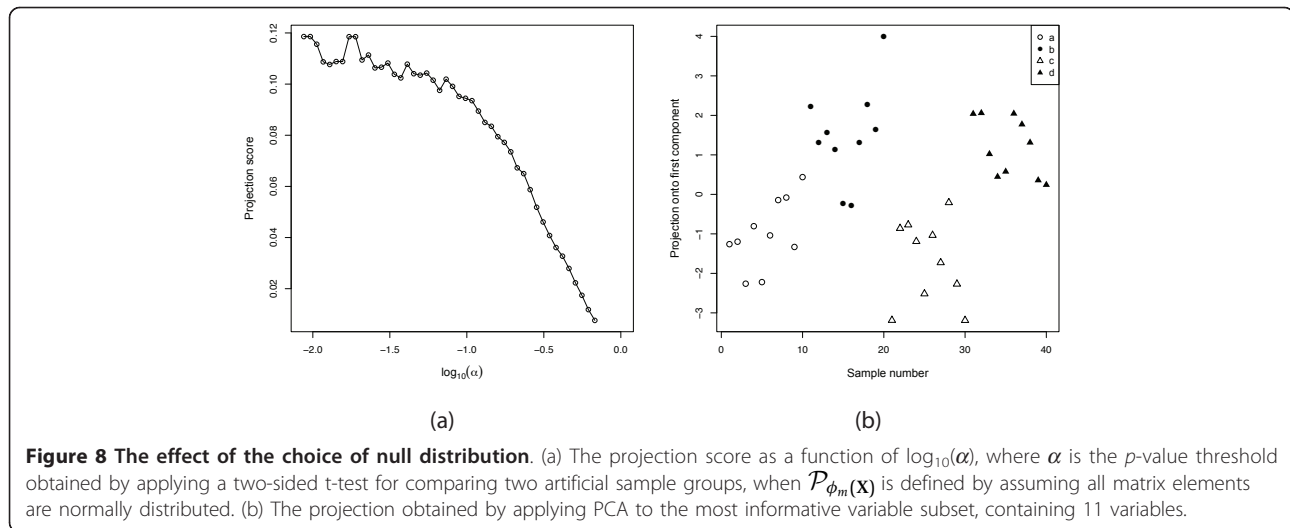 0.12
0.10
0.08
0.06
0.04
0.02
Projection score
−2.0 −1.5 −1.0 −0.5 0.0
log10(α)
(a)
4
3
2
1
0
−1
−2
−3
Projection onto first component
a
b
c
d
0 10 20 30 40
Sample number
(b)
Figure 8 The effect of the choice of null distribution. (a) The projection score as a function of log10(α), where α is the p-value threshold
obtained by applying a two-sided t-test for comparing two artificial sample groups, when 𝒫ϕm(X) is defined by assuming all matrix elements
are normally distributed. (b) The projection obtained by applying PCA to the most informative variable subset, containing 11 variables.